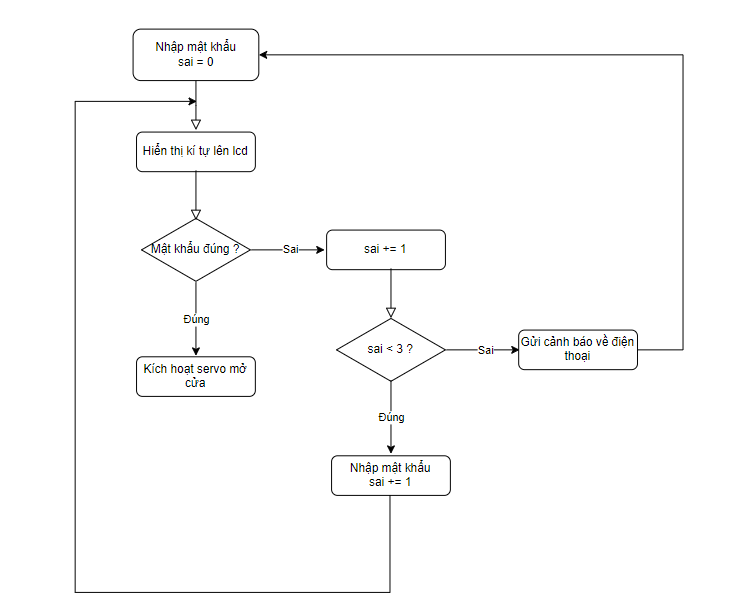 Nhập mật khẩu
sai = 0
Hiển thị kí tự lên lcd
Mật khẩu đúng ?
Sai
sai += 1
Đúng
sai < 3 ?
Sai
Gửi cảnh báo về điện
thoại
Kích hoạt servo mở
cửa
Đúng
Nhập mật khẩu
sai += 1